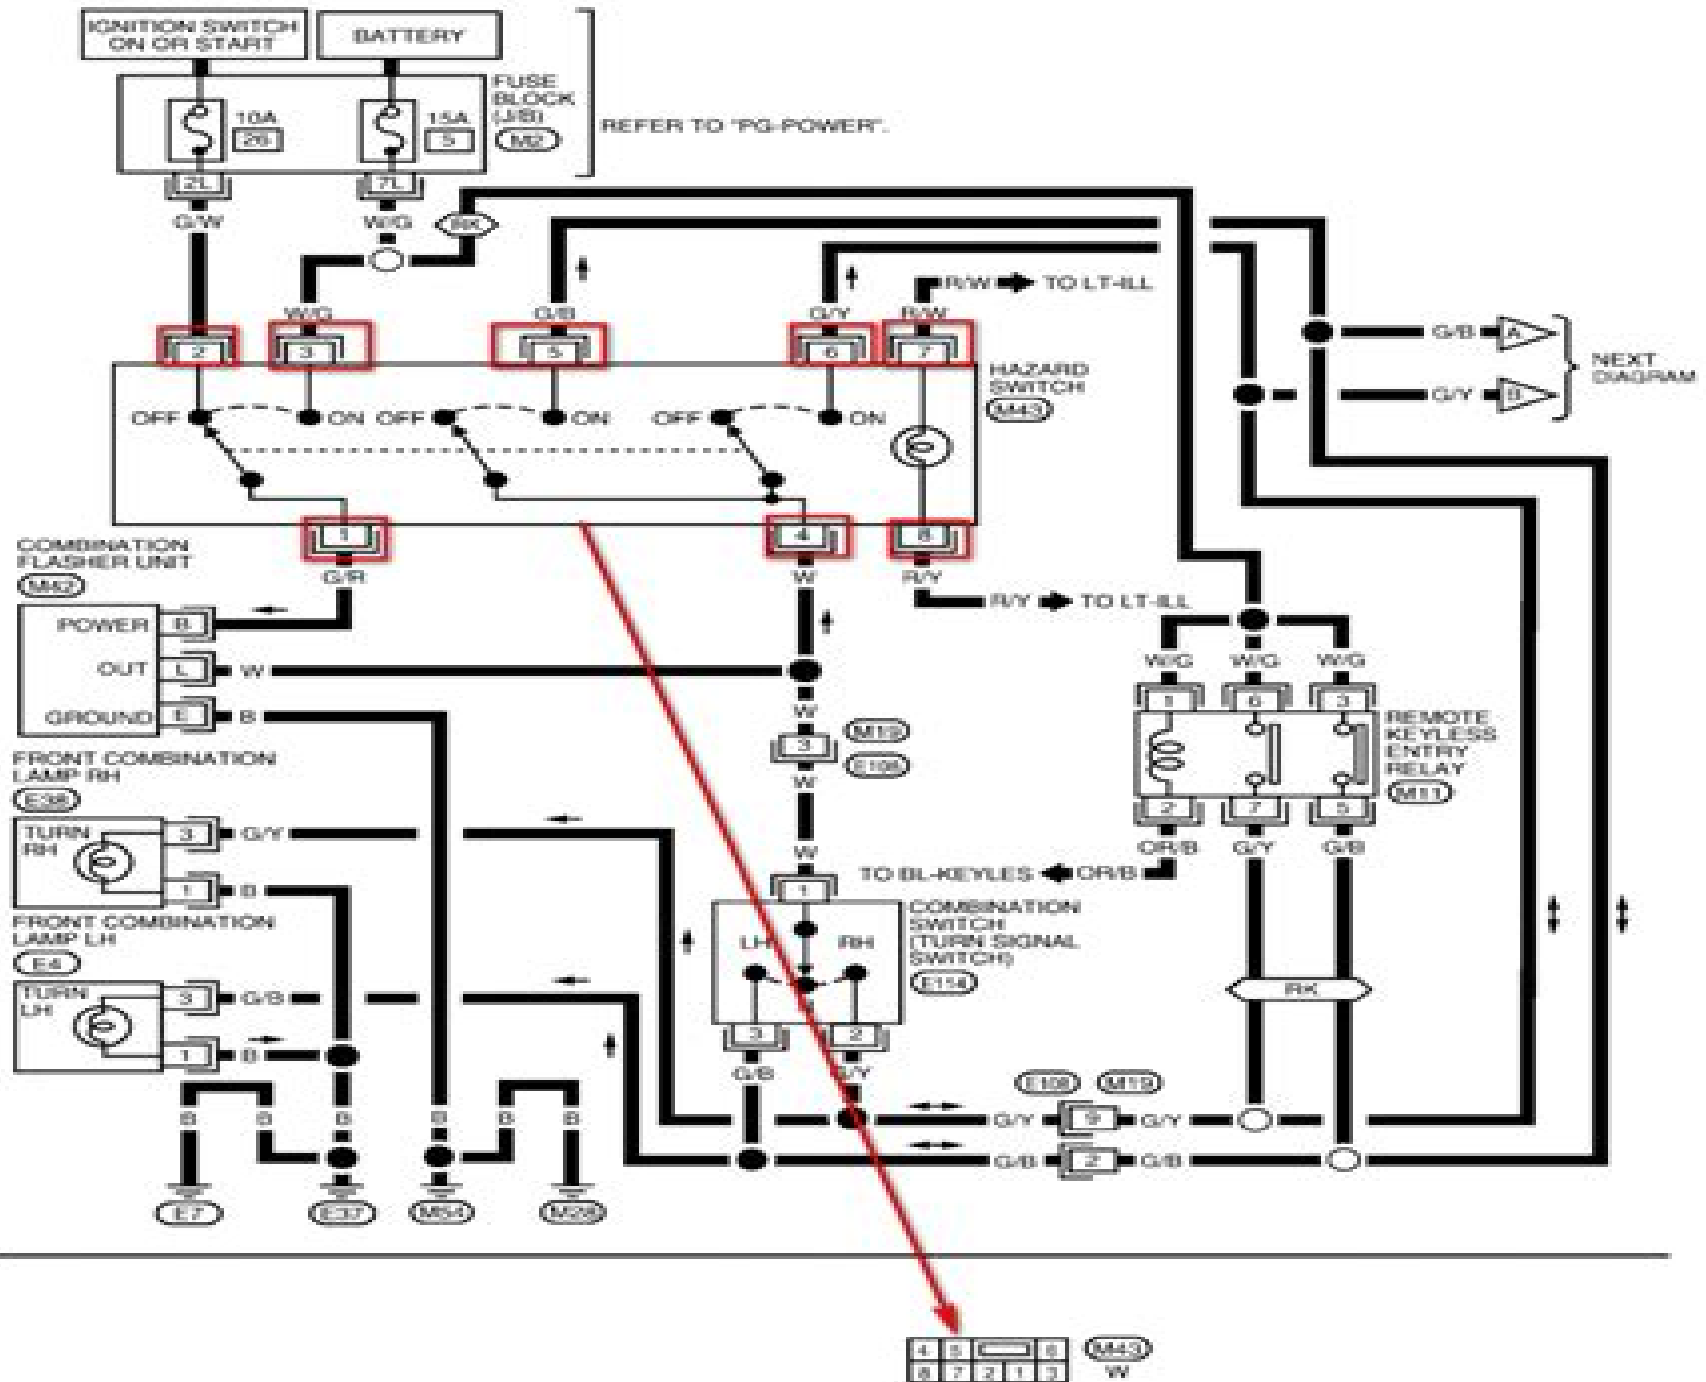 IGNITION SWITCH
ON OR START
BATTERY
FUSE
BLOCK
(J/B)
M2
10A
26
15A
5
REFER TO "PG-POWER".
2L
7L
G/W
W/G
RK
R/W
TO LT-ILL
W/G
G/B
G/Y
R/W
2
3
5
6
7
G/B
A
NEXT
DIAGRAM
G/Y
B
HAZARD
SWITCH
M43
OFF
ON
OFF
ON
OFF
ON
1
4
8
G/R
W
R/Y
R/Y
TO LT-ILL
COMBINATION
FLASHER UNIT
M42
POWER
B
OUT
L
W
GROUND
E
B
W
3
M19
E108
W
W
1
W/G
W/G
W/G
1
6
3
REMOTE
KEYLESS
ENTRY
RELAY
M11
2
7
5
OR/B
G/Y
G/B
TO BL-KEYLES
OR/B
FRONT COMBINATION
LAMP RH
E38
TURN
RH
3
G/Y
1
B
FRONT COMBINATION
LAMP LH
E4
TURN
LH
3
G/B
1
B
COMBINATION
SWITCH
(TURN SIGNAL
SWITCH)
E114
LH
RH
3
2
G/B
G/Y
RK
E108
M19
G/Y
9
G/Y
G/B
2
G/B
B
B
B
B
B
B
E7
E37
M54
M28
4
5
6
8
7
2
1
3
M43
W